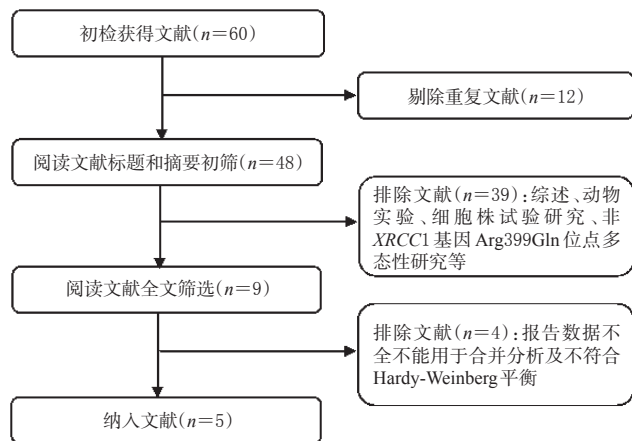 初检获得文献(n=60)
剔除重复文献(n=12)
阅读文献标题和摘要初筛(n=48)
排除文献(n=39):综述、动物
实验、细胞株试验研究、非
XRCC1基因Arg399Gln位点多
态性研究等
阅读文献全文筛选(n=9)
排除文献(n=4):报告数据不
全不能用于合并分析及不符合
Hardy-Weinberg平衡
纳入文献(n=5)